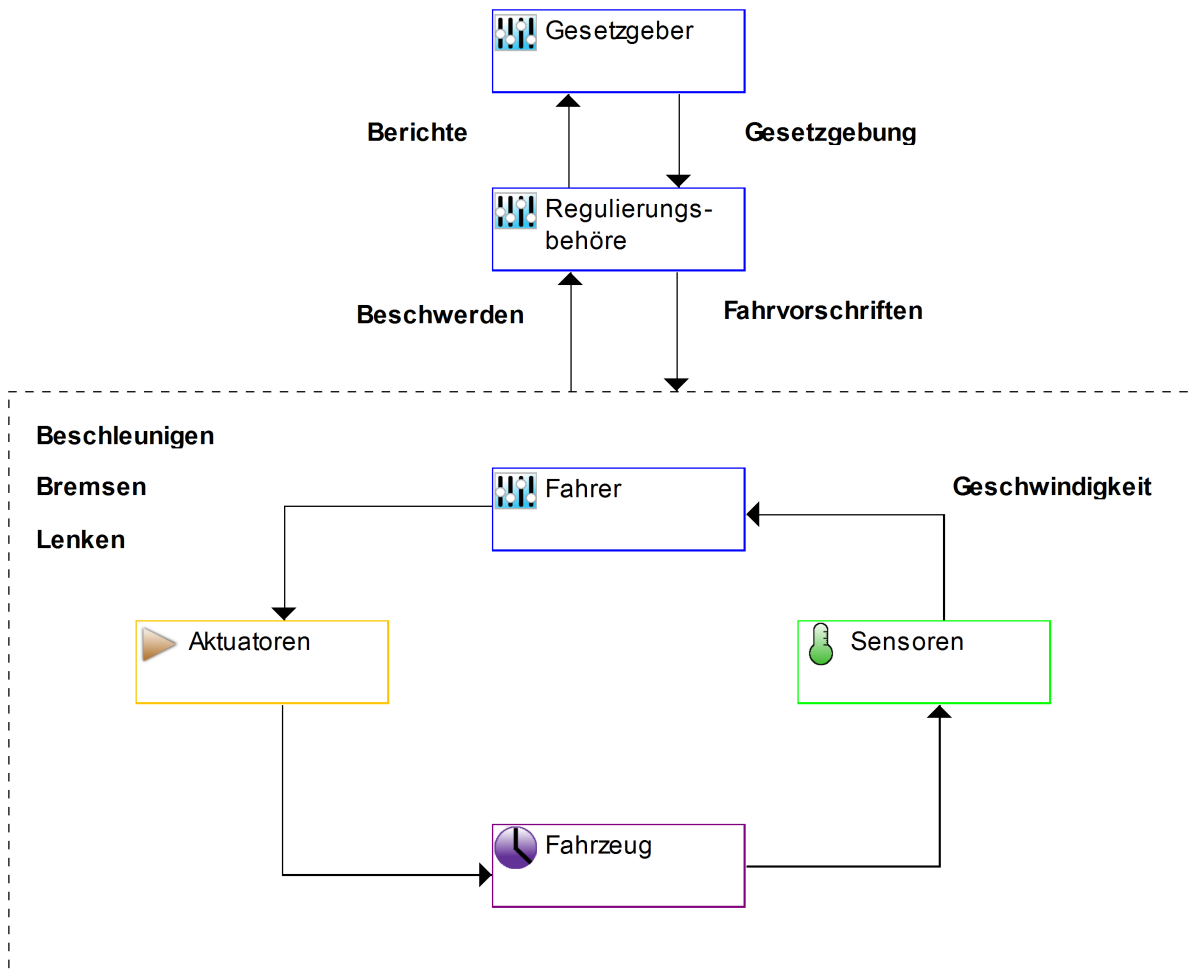 Gesetzgeber
Berichte
Gesetzgebung
Regulierungs-
behöre
Beschwerden
Fahrvorschriften
Beschleunigen
Bremsen
Lenken
Fahrer
Geschwindigkeit
Aktuatoren
Sensoren
Fahrzeug